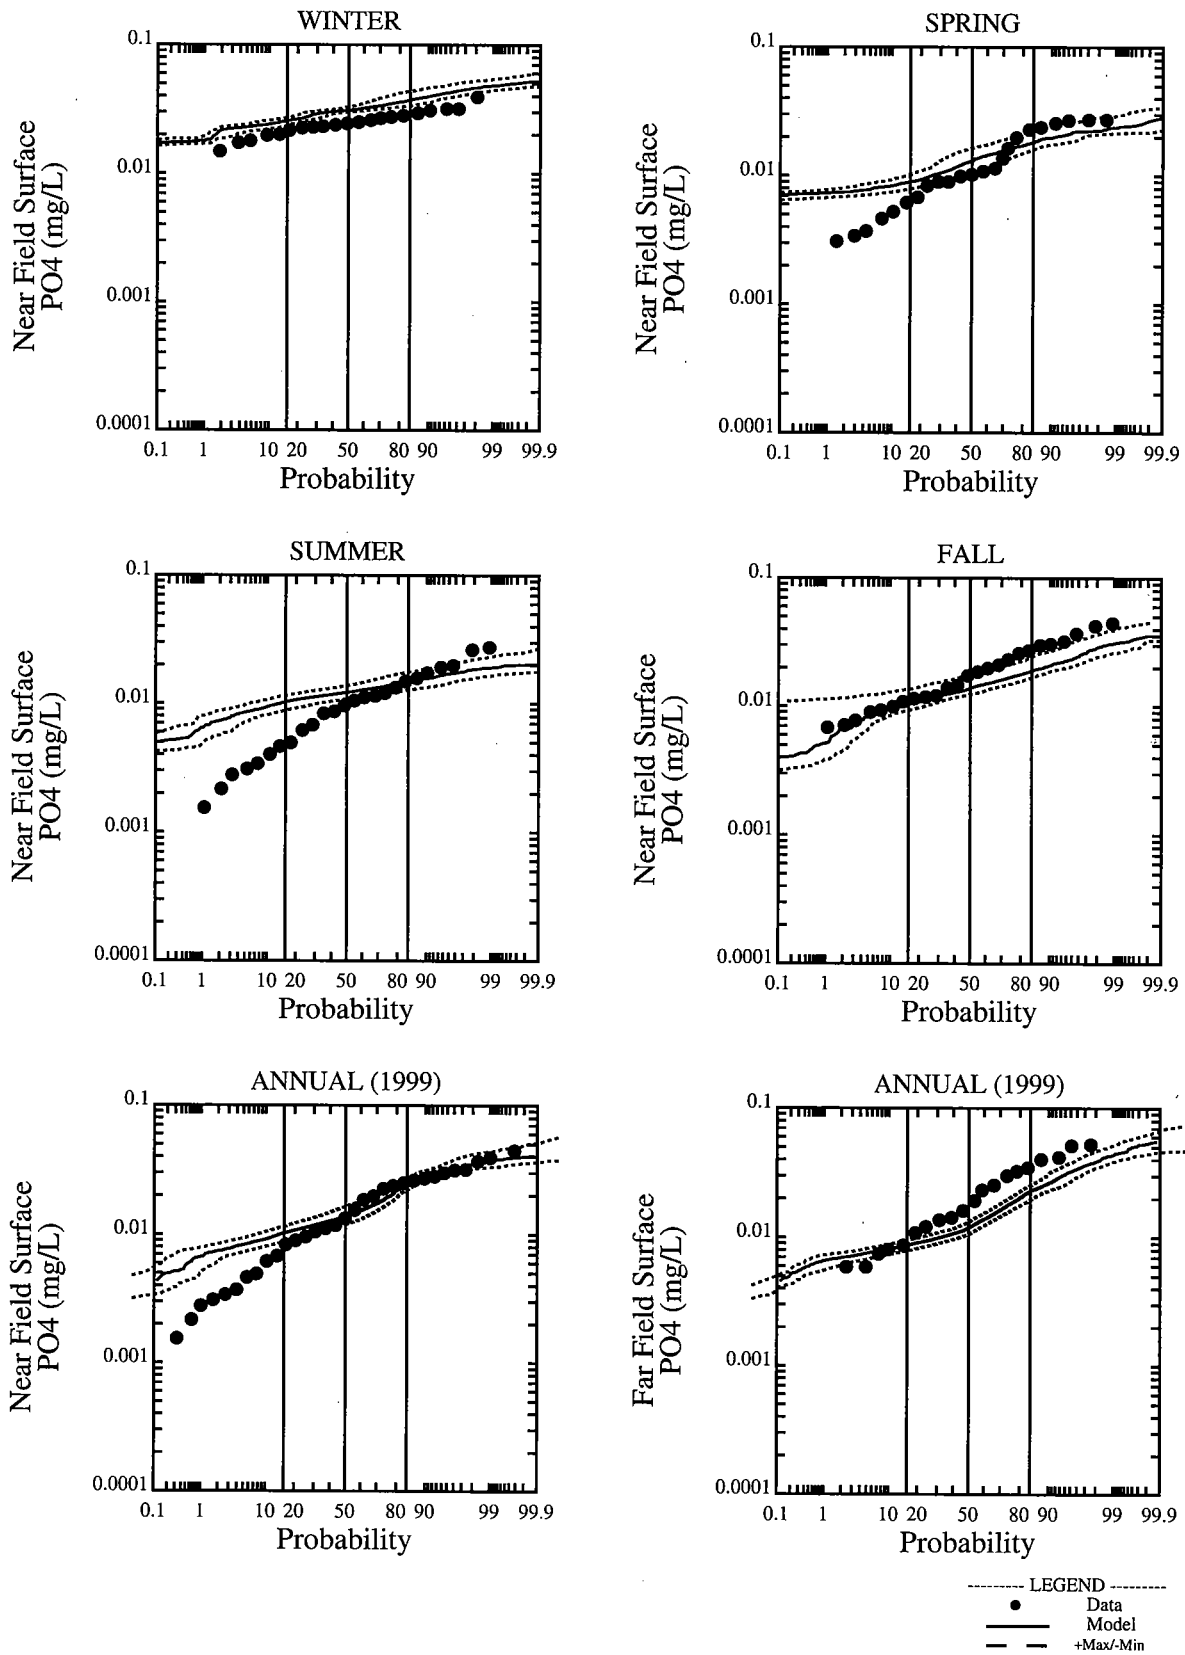 WINTER
0.1
0.01
0.001
0.0001
Near Field Surface
PO4 (mg/L)
0.1 1 10 20 50 80 90 99 99.9
Probability
SPRING
0.1
0.01
0.001
0.0001
Near Field Surface
PO4 (mg/L)
0.1 1 10 20 50 80 90 99 99.9
Probability
SUMMER
0.1
0.01
0.001
0.0001
Near Field Surface
PO4 (mg/L)
0.1 1 10 20 50 80 90 99 99.9
Probability
FALL
0.1
0.01
0.001
0.0001
Near Field Surface
PO4 (mg/L)
0.1 1 10 20 50 80 90 99 99.9
Probability
ANNUAL (1999)
0.1
0.01
0.001
0.0001
Near Field Surface
PO4 (mg/L)
0.1 1 10 20 50 80 90 99 99.9
Probability
ANNUAL (1999)
0.1
0.01
0.001
0.0001
Far Field Surface
PO4 (mg/L)
0.1 1 10 20 50 80 90 99 99.9
Probability
LEGEND
Data
Model
+Max/-Min